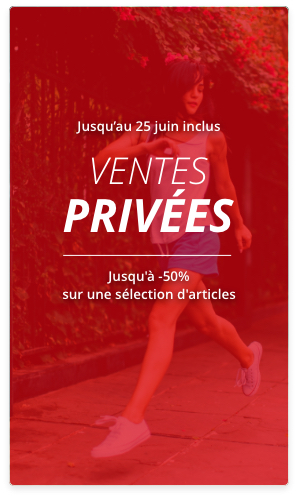 Jusqu’au 25 juin inclus
VENTES
PRIVÉES
Jusqu'à -50%
sur une sélection d'articles